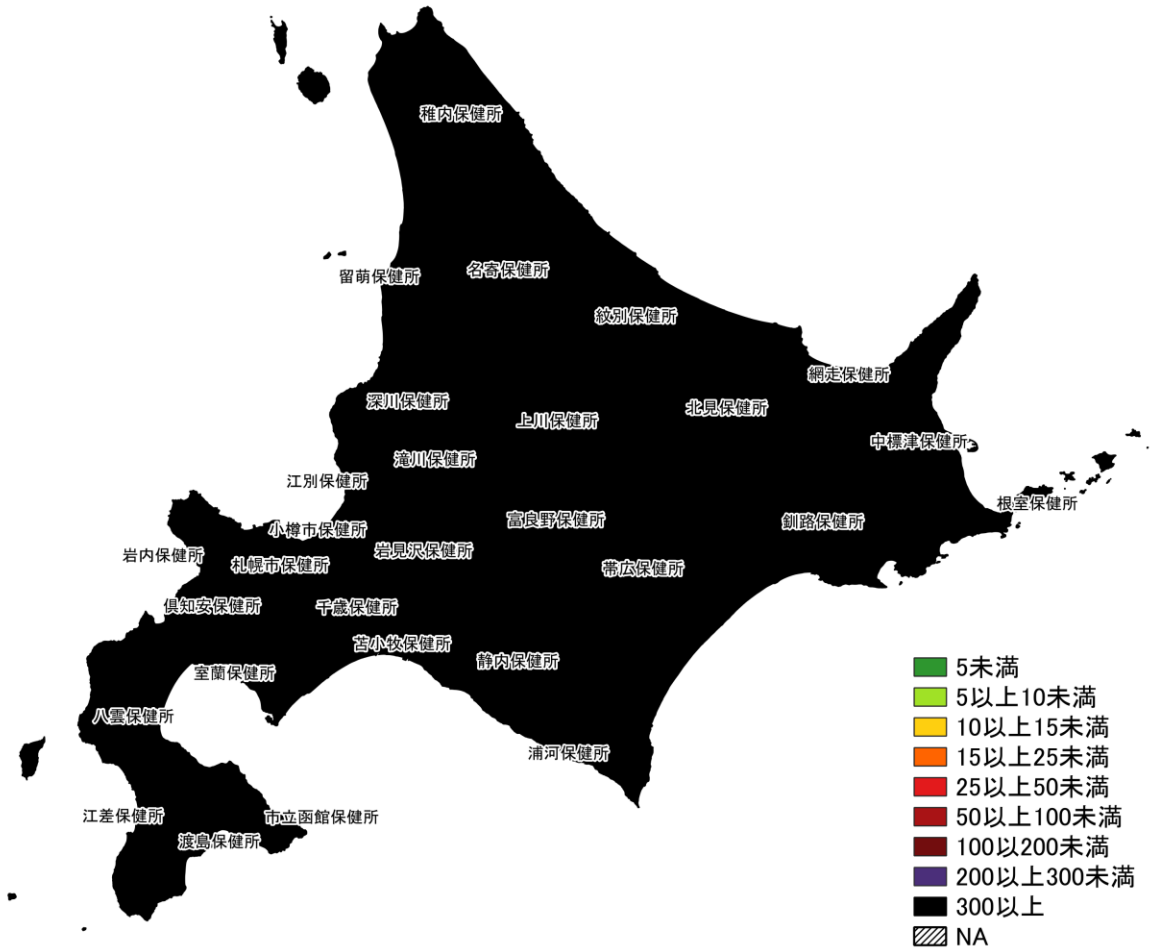 稚内保健所
留萌保健所
名寄保健所
紋別保健所
網走保健所
深川保健所
上川保健所
北見保健所
中標津保健所
滝川保健所
江別保健所
根室保健所
小樽市保健所
富良野保健所
釧路保健所
岩内保健所
札幌市保健所
岩見沢保健所
帯広保健所
倶知安保健所
千歳保健所
苫小牧保健所
静内保健所
室蘭保健所
八雲保健所
浦河保健所
江差保健所
市立函館保健所
渡島保健所
5未満
5以上10未満
10以上15未満
15以上25未満
25以上50未満
50以上100未満
100以200未満
200以上300未満
300以上
NA